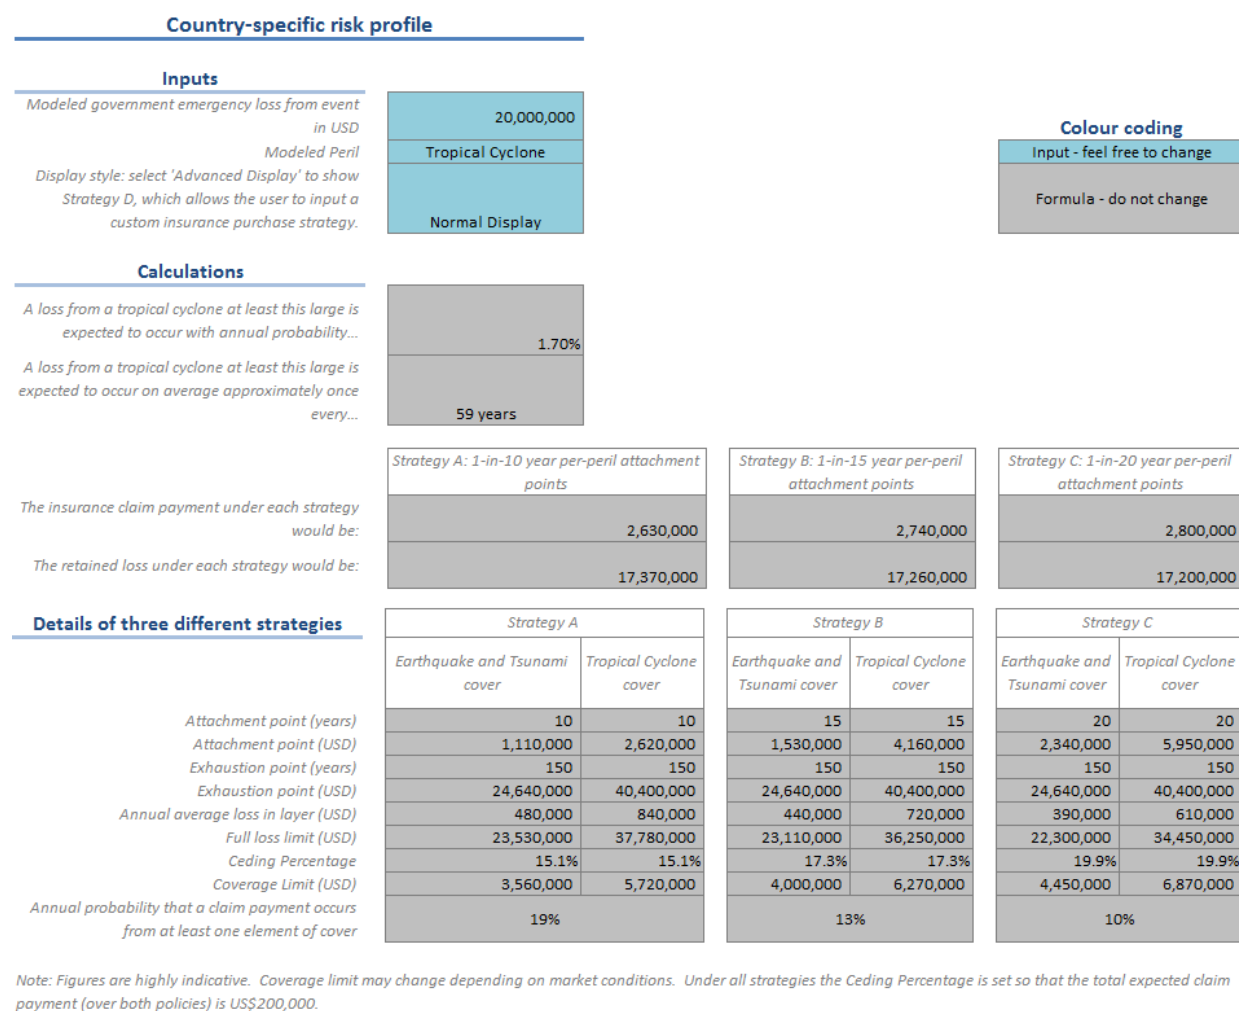 Country-specific risk profile
Inputs
Modeled government emergency loss from event
in USD
20,000,000
Modeled Peril
Tropical Cyclone
Display style: select 'Advanced Display' to show
Strategy D, which allows the user to input a
custom insurance purchase strategy.
Normal Display
Colour coding
Input - feel free to change
Formula - do not change
Calculations
A loss from a tropical cyclone at least this large is
expected to occur with annual probability...
1.70%
A loss from a tropical cyclone at least this large is
expected to occur on average approximately once
every...
59 years
Strategy A: 1-in-10 year per-peril attachment
points
Strategy B: 1-in-15 year per-peril
attachment points
Strategy C: 1-in-20 year per-peril
attachment points
The insurance claim payment under each strategy
would be:
2,630,000 2,740,000 2,800,000
The retained loss under each strategy would be:
17,370,000 17,260,000 17,200,000
Details of three different strategies
Strategy A Strategy B Strategy C
Earthquake and Tsunami
cover
Tropical Cyclone
cover
Earthquake and
Tsunami cover
Tropical Cyclone
cover
Earthquake and
Tsunami cover
Tropical Cyclone
cover
Attachment point (years) 10 10 15 15 20 20
Attachment point (USD) 1,110,000 2,620,000 1,530,000 4,160,000 2,340,000 5,950,000
Exhaustion point (years) 150 150 150 150 150 150
Exhaustion point (USD) 24,640,000 40,400,000 24,640,000 40,400,000 24,640,000 40,400,000
Annual average loss in layer (USD) 480,000 840,000 440,000 720,000 390,000 610,000
Full loss limit (USD) 23,530,000 37,780,000 23,110,000 36,250,000 22,300,000 34,450,000
Ceding Percentage 15.1% 15.1% 17.3% 17.3% 19.9% 19.9%
Coverage Limit (USD) 3,560,000 5,720,000 4,000,000 6,270,000 4,450,000 6,870,000
Annual probability that a claim payment occurs
from at least one element of cover
19% 13% 10%
Note: Figures are highly indicative. Coverage limit may change depending on market conditions. Under all strategies the Ceding Percentage is set so that the total expected claim
payment (over both policies) is US$200,000.